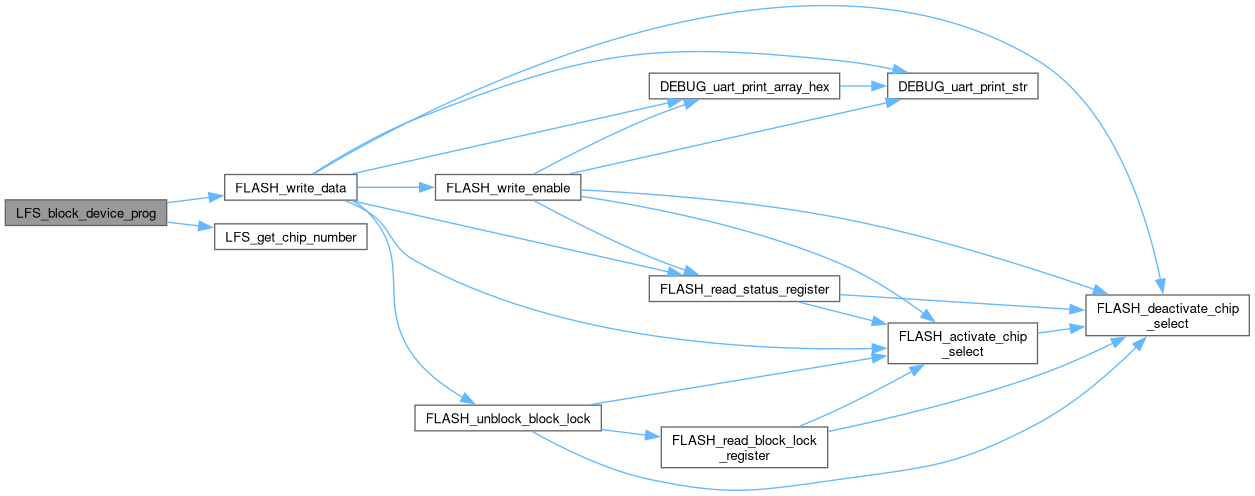 DEBUG_uart_print_array_hex
DEBUG_uart_print_str
FLASH_write_data
FLASH_write_enable
LFS_block_device_prog
LFS_get_chip_number
FLASH_read_status_register
FLASH_deactivate_chip
_select
FLASH_activate_chip
_select
FLASH_unblock_block_lock
FLASH_read_block_lock
_register